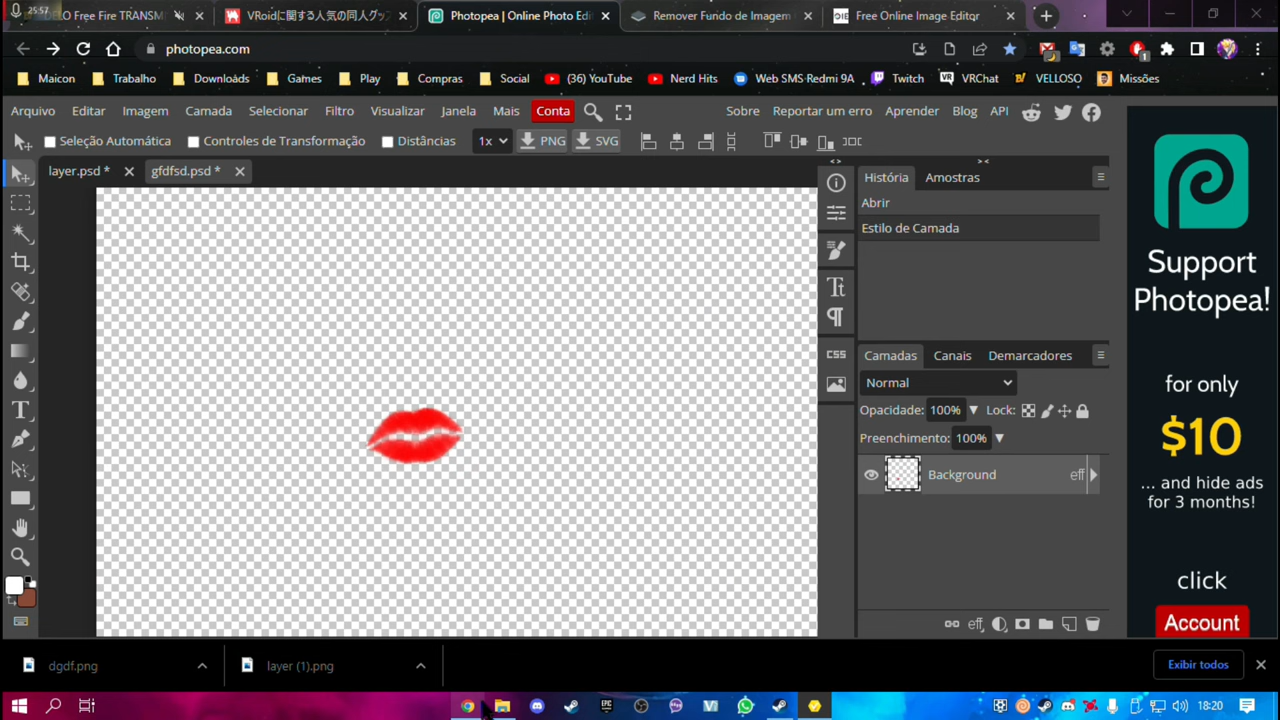 25:57
DELO Free Fire TRANSM
VRoidに関する人気の同人グッ
Photopea | Online Photo Edi
Remover Fundo de Imagem
Free Online Image Editor
photopea.com
Maicon
Trabalho
Downloads
Games
Play
Compras
Social
(36) YouTube
Nerd Hits
Web SMS Redmi 9A
Twitch
VRChat
VELLOSO
Missões
Arquivo
Editar
Imagem
Camada
Selecionar
Filtro
Visualizar
Janela
Mais
Conta
Sobre
Reportar um erro
Aprender
Blog
API
Seleção Automática
Controles de Transformação
Distâncias
1x
PNG
SVG
layer.psd *
gfdfsd.psd *
História
Amostras
Abrir
Estilo de Camada
CSS
Camadas
Canais
Demarcadores
Normal
Opacidade: 100%
Lock:
Preenchimento: 100%
Background
eff
eff
Support
Photopea!
for only
$10
... and hide ads
for 3 months!
click
Account
dgdf.png
layer (1).png
Exibir todos
18:20